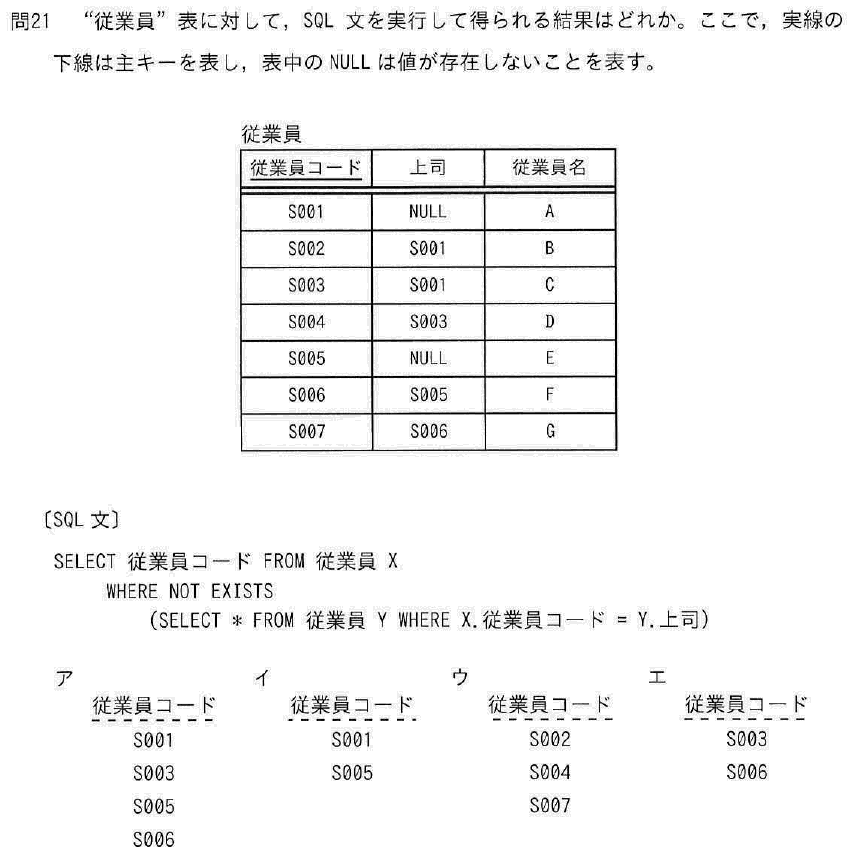 問21 “従業員”表に対して，SQL 文を実行して得られる結果はどれか。ここで，実線の
下線は主キーを表し，表中の NULL は値が存在しないことを表す。
従業員
従業員コード 上司 従業員名
S001 NULL A
S002 S001 B
S003 S001 C
S004 S003 D
S005 NULL E
S006 S005 F
S007 S006 G
〔SQL 文〕
SELECT 従業員コード FROM 従業員 X
WHERE NOT EXISTS
(SELECT * FROM 従業員 Y WHERE X.従業員コード = Y.上司)
ア イ ウ エ
従業員コード 従業員コード 従業員コード 従業員コード
S001 S001 S002 S003
S003 S005 S004 S006
S005 S007
S006